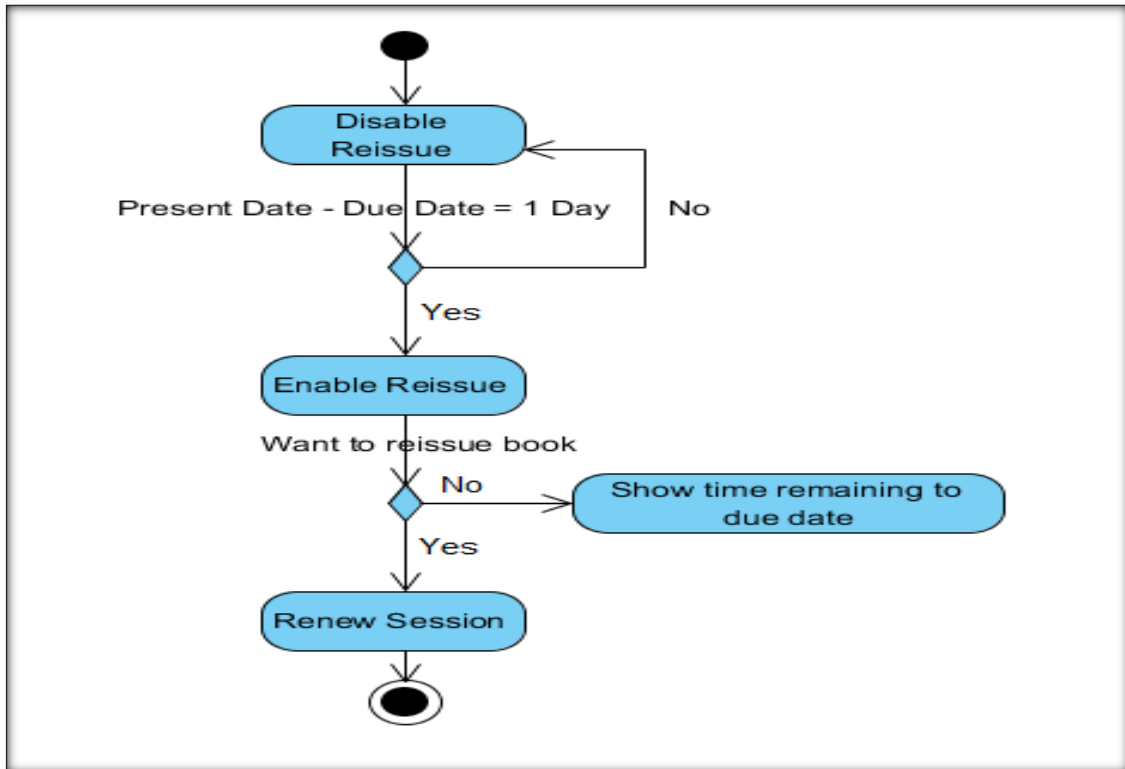 Disable
Reissue
Present Date - Due Date = 1 Day
No
Yes
Enable Reissue
Want to reissue book
No
Show time remaining to
due date
Yes
Renew Session